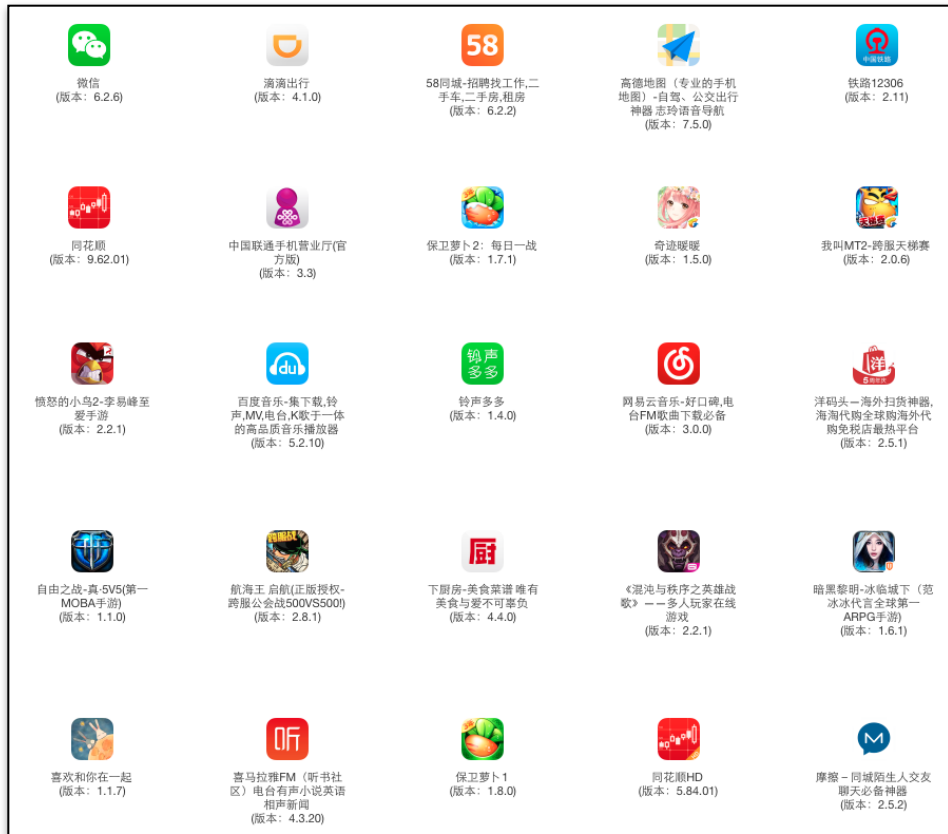 58
中国铁路
微信
(版本：6.2.6)
滴滴出行
(版本：4.1.0)
58同城-招聘找工作,二
手车,二手房,租房
(版本：6.2.2)
高德地图（专业的手机
地图）-自驾、公交出行
神器 志玲语音导航
(版本：7.5.0)
铁路12306
(版本：2.11)
天梯赛
同花顺
(版本：9.62.01)
中国联通手机营业厅(官
方版)
(版本：3.3)
保卫萝卜2：每日一战
(版本：1.7.1)
奇迹暖暖
(版本：1.5.0)
我叫MT2-跨服天梯赛
(版本：2.0.6)
du
铃声
多多
洋
愤怒的小鸟2-李易峰至
爱手游
(版本：2.2.1)
百度音乐-集下载,铃
声,MV,电台,K歌于一体
的高品质音乐播放器
(版本：5.2.10)
铃声多多
(版本：1.4.0)
网易云音乐-好口碑,电
台FM歌曲下载必备
(版本：3.0.0)
洋码头—海外扫货神器,
海淘代购全球购海外代
购免税店最热平台
(版本：2.5.1)
跨服战
厨
自由之战-真·5V5(第一
MOBA手游)
(版本：1.1.0)
航海王 启航(正版授权-
跨服公会战500VS500!)
(版本：2.8.1)
下厨房-美食菜谱 唯有
美食与爱不可辜负
(版本：4.4.0)
《混沌与秩序之英雄战
歌》——多人玩家在线
游戏
(版本：2.2.1)
暗黑黎明-冰临城下（范
冰冰代言全球第一
ARPG手游)
(版本：1.6.1)
听
M
喜欢和你在一起
(版本：1.1.7)
喜马拉雅FM（听书社
区）电台有声小说英语
相声新闻
(版本：4.3.20)
保卫萝卜1
(版本：1.8.0)
同花顺HD
(版本：5.84.01)
摩擦 – 同城陌生人交友
聊天必备神器
(版本：2.5.2)